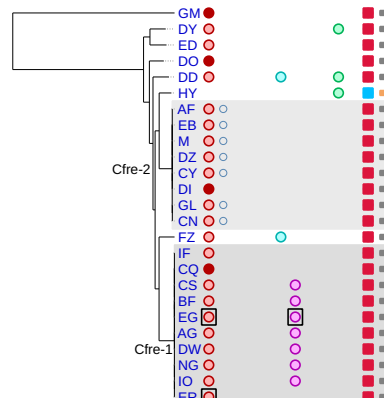 GM
DY
ED
DO
DD
HY
AF
EB
M
DZ
Cfre-2
CY
DI
GL
CN
FZ
IF
CQ
CS
BF
EG
AG
Cfre-1
DW
NG
IO